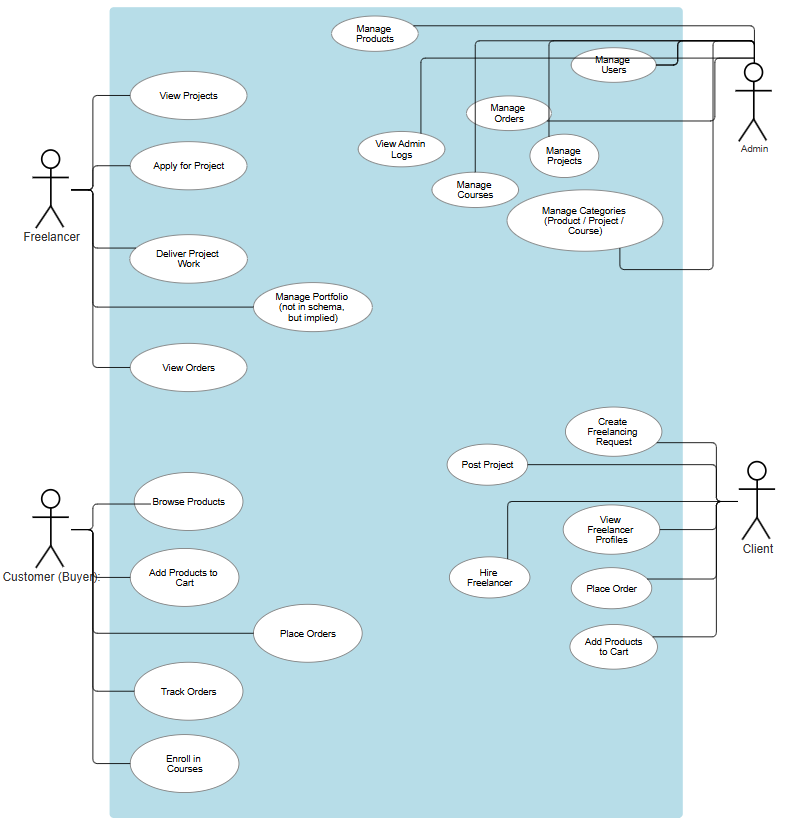 Manage
Products
Manage
Users
View Projects
Manage
Orders
Admin
View Admin
Logs
Manage
Projects
Apply for Project
Manage
Courses
Manage Categories
(Product / Project /
Course)
Freelancer
Deliver Project
Work
Manage Portfolio
(not in schema,
but implied)
View Orders
Create
Freelancing
Request
Post Project
Browse Products
View
Freelancer
Profiles
Client
Customer (Buyer):
Add Products to
Cart
Hire
Freelancer
Place Order
Place Orders
Add Products
to Cart
Track Orders
Enroll in
Courses